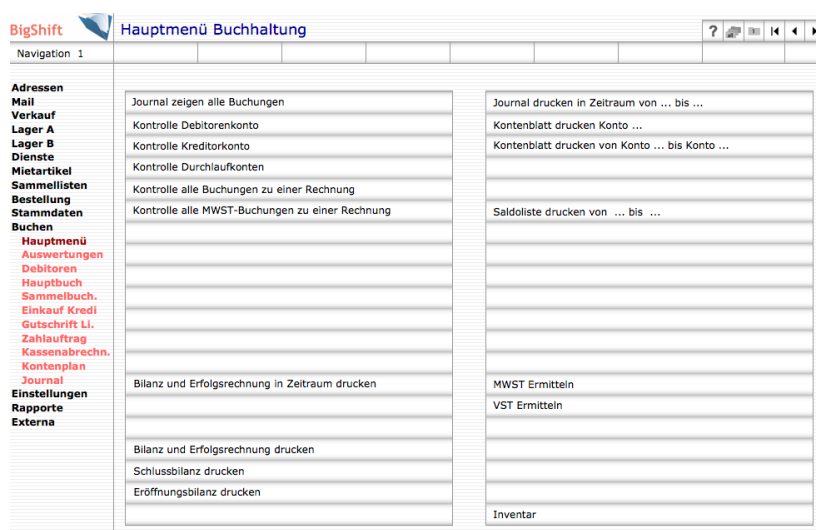 BigShift
Hauptmenü Buchhaltung
?
Navigation 1
Adressen
Mail
Verkauf
Lager A
Lager B
Dienste
Mietartikel
Sammellisten
Bestellung
Stammdaten
Buchen
Hauptmenü
Auswertungen
Debitoren
Hauptbuch
Sammelbuch.
Einkauf Kredi
Gutschrift Li.
Zahlauftrag
Kassenabrechn.
Kontenplan
Journal
Einstellungen
Rapporte
Externa
Journal zeigen alle Buchungen
Kontrolle Debitorenkonto
Kontrolle Kreditorkonto
Kontrolle Durchlaufkonten
Kontrolle alle Buchungen zu einer Rechnung
Kontrolle alle MWST-Buchungen zu einer Rechnung
Bilanz und Erfolgsrechnung in Zeitraum drucken
Bilanz und Erfolgsrechnung drucken
Schlussbilanz drucken
Eröffnungsbilanz drucken
Journal drucken in Zeitraum von ... bis ...
Kontenblatt drucken Konto ...
Kontenblatt drucken von Konto ... bis Konto ...
Saldoliste drucken von ... bis ...
MWST Ermitteln
VST Ermitteln
Inventar